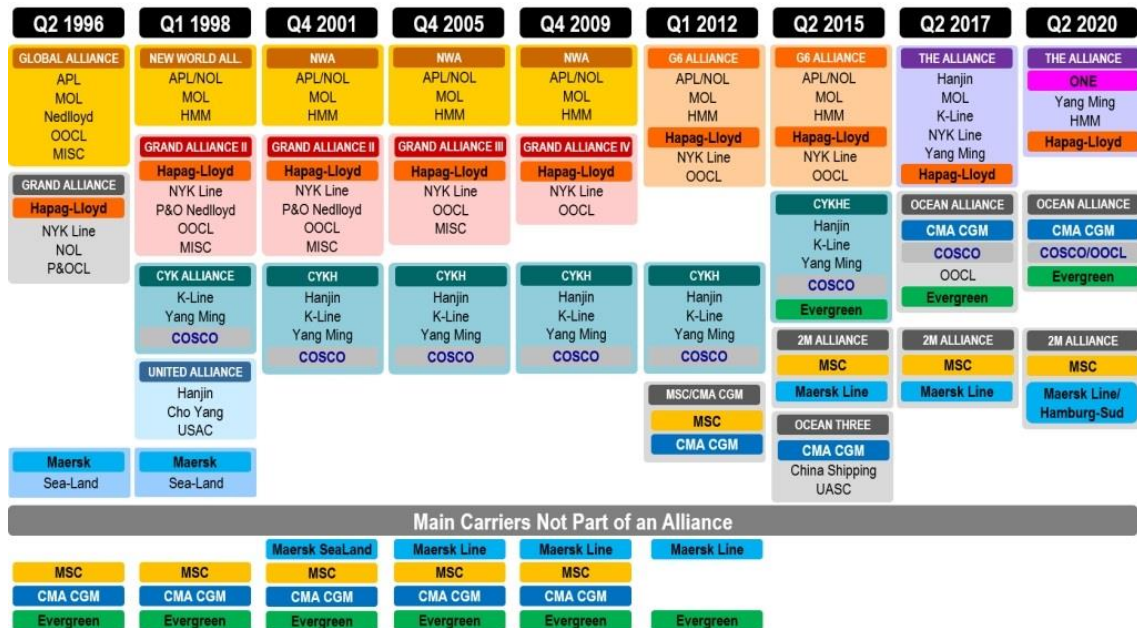 Q2 1996
GLOBAL ALLIANCE
APL
MOL
Nedlloyd
OOCL
MISC
GRAND ALLIANCE
Hapag-Lloyd
NYK Line
NOL
P&OCL
Maersk
Sea-Land
Q1 1998
NEW WORLD ALL.
APL/NOL
MOL
HMM
GRAND ALLIANCE II
Hapag-Lloyd
NYK Line
P&O Nedlloyd
OOCL
MISC
CYK ALLIANCE
K-Line
Yang Ming
COSCO
UNITED ALLIANCE
Hanjin
Cho Yang
USAC
Maersk
Sea-Land
Q4 2001
NWA
APL/NOL
MOL
HMM
GRAND ALLIANCE II
Hapag-Lloyd
NYK Line
P&O Nedlloyd
OOCL
MISC
CYKH
Hanjin
K-Line
Yang Ming
COSCO
Q4 2005
NWA
APL/NOL
MOL
HMM
GRAND ALLIANCE III
Hapag-Lloyd
NYK Line
OOCL
MISC
CYKH
Hanjin
K-Line
Yang Ming
COSCO
Q4 2009
NWA
APL/NOL
MOL
HMM
GRAND ALLIANCE IV
Hapag-Lloyd
NYK Line
OOCL
CYKH
Hanjin
K-Line
Yang Ming
COSCO
Q1 2012
G6 ALLIANCE
APL/NOL
MOL
HMM
Hapag-Lloyd
NYK Line
OOCL
CYKH
Hanjin
K-Line
Yang Ming
COSCO
MSC/CMA CGM
MSC
CMA CGM
Q2 2015
G6 ALLIANCE
APL/NOL
MOL
HMM
Hapag-Lloyd
NYK Line
OOCL
CYKHE
Hanjin
K-Line
Yang Ming
COSCO
Evergreen
2M ALLIANCE
MSC
Maersk Line
OCEAN THREE
CMA CGM
China Shipping
UASC
Q2 2017
THE ALLIANCE
Hanjin
MOL
K-Line
NYK Line
Yang Ming
Hapag-Lloyd
OCEAN ALLIANCE
CMA CGM
COSCO
OOCL
Evergreen
2M ALLIANCE
MSC
Maersk Line
Q2 2020
THE ALLIANCE
ONE
Yang Ming
HMM
Hapag-Lloyd
OCEAN ALLIANCE
CMA CGM
COSCO/OOCL
Evergreen
2M ALLIANCE
MSC
Maersk Line/
Hamburg-Sud
Main Carriers Not Part of an Alliance
MSC
CMA CGM
Evergreen
MSC
CMA CGM
Evergreen
Maersk SeaLand
MSC
CMA CGM
Evergreen
Maersk Line
MSC
CMA CGM
Evergreen
Maersk Line
MSC
CMA CGM
Evergreen
Maersk Line
Evergreen